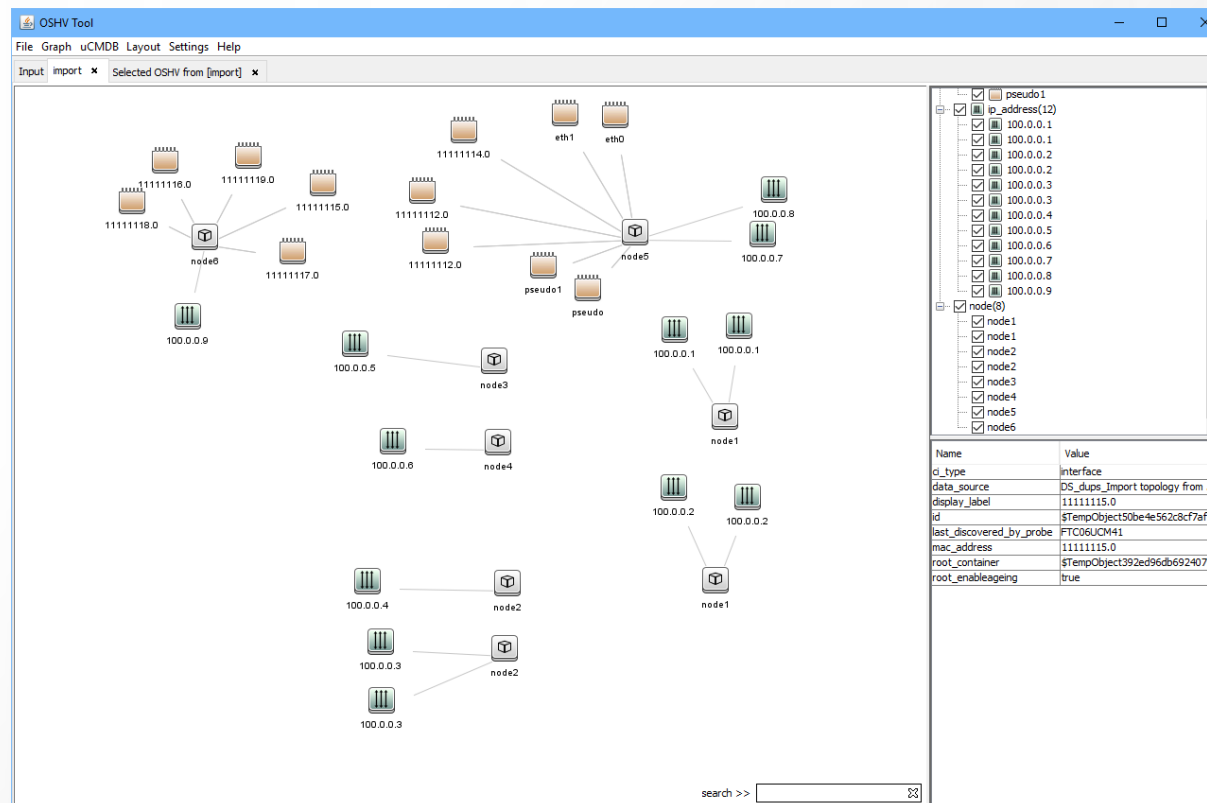 OSHV Tool
File Graph uCMDB Layout Settings Help
Input import Selected OSHV from [import]
eth1
eth0
11111114.0
11111116.0
11111119.0
11111115.0
11111118.0
11111112.0
100.0.0.8
node6
node5
100.0.0.7
11111117.0
11111112.0
pseudo1
pseudo
100.0.0.9
100.0.0.5
node3
100.0.0.1
100.0.0.1
node1
100.0.0.6
node4
100.0.0.2
100.0.0.2
node1
100.0.0.4
node2
100.0.0.3
node2
100.0.0.3
search >>
pseudo1
ip_address(12)
100.0.0.1
100.0.0.1
100.0.0.2
100.0.0.2
100.0.0.3
100.0.0.3
100.0.0.4
100.0.0.5
100.0.0.6
100.0.0.7
100.0.0.8
100.0.0.9
node(8)
node1
node1
node2
node2
node3
node4
node5
node6
Name Value
ci_type interface
data_source DS_dups_Import topology from
display_label 11111115.0
id $TempObject50be4e562c8cf7af
last_discovered_by_probe FTC06UCM41
mac_address 11111115.0
root_container $TempObject392ed96db692407
root_enableageing true